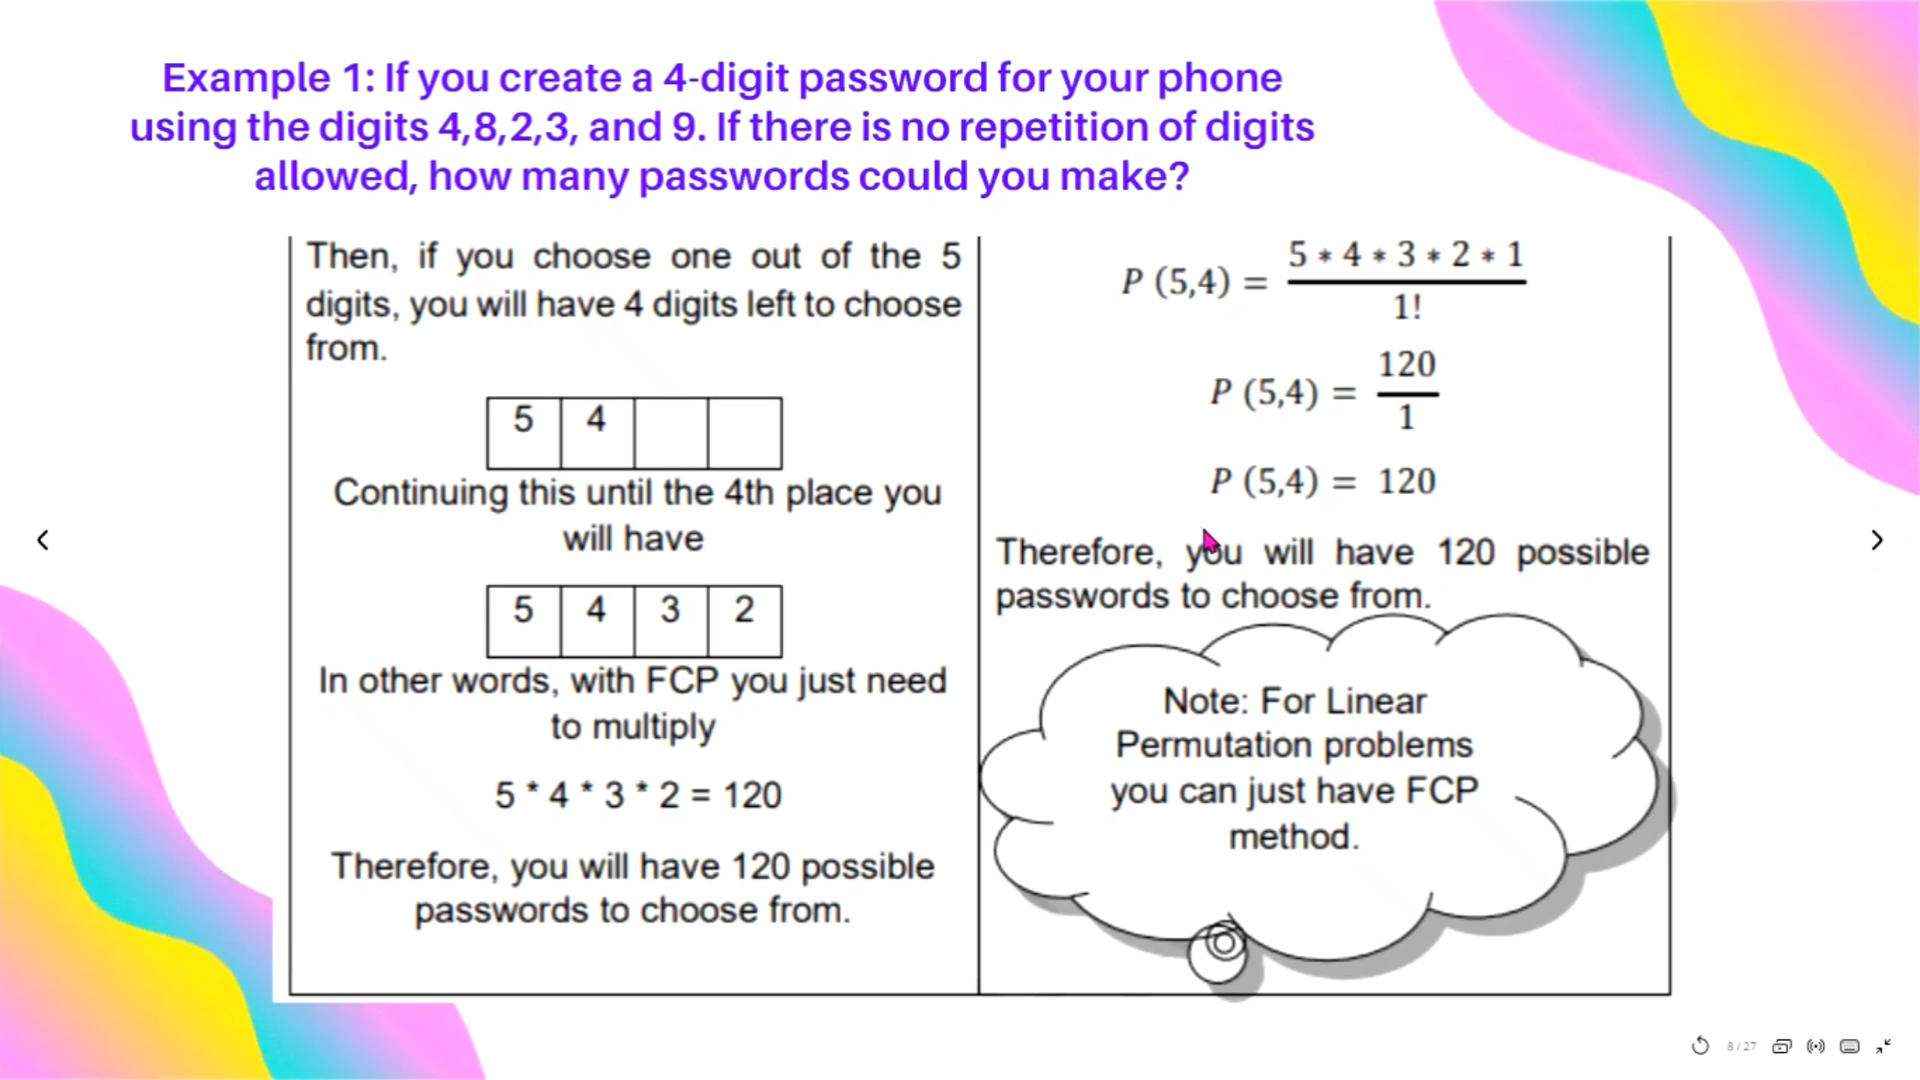 Example 1: If you create a 4-digit password for your phone
using the digits 4,8,2,3, and 9. If there is no repetition of digits
allowed, how many passwords could you make?
Then, if you choose one out of the 5
digits, you will have 4 digits left to choose
from.
5 4
Continuing this until the 4th place you
will have
5 4 3 2
In other words, with FCP you just need
to multiply
5 * 4 * 3 * 2 = 120
Therefore, you will have 120 possible
passwords to choose from.
5 * 4 * 3 * 2 * 1
P (5,4) =
1!
120
P (5,4) =
1
P (5,4) = 120
Therefore, you will have 120 possible
passwords to choose from.
Note: For Linear
Permutation problems
you can just have FCP
method.
8 / 27